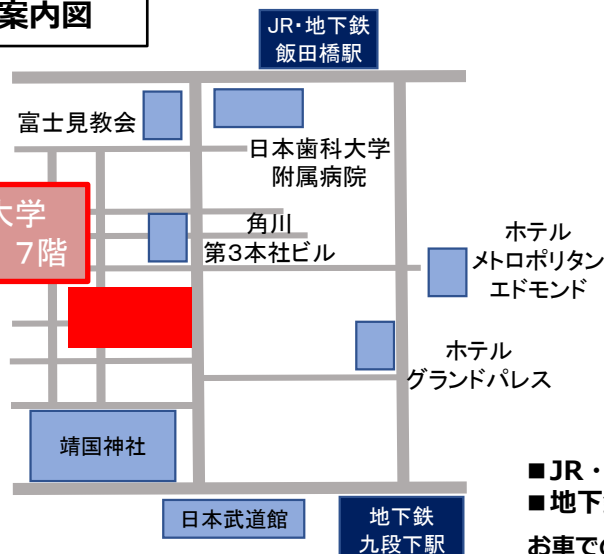 案内図
JR・地下鉄
飯田橋駅
富士見教会
日本歯科大学
附属病院
大学
7階
角川
第3本社ビル
ホテル
メトロポリタン
エドモンド
ホテル
グランドパレス
靖国神社
■JR・
■地下
日本武道館
地下鉄
九段下駅
お車での